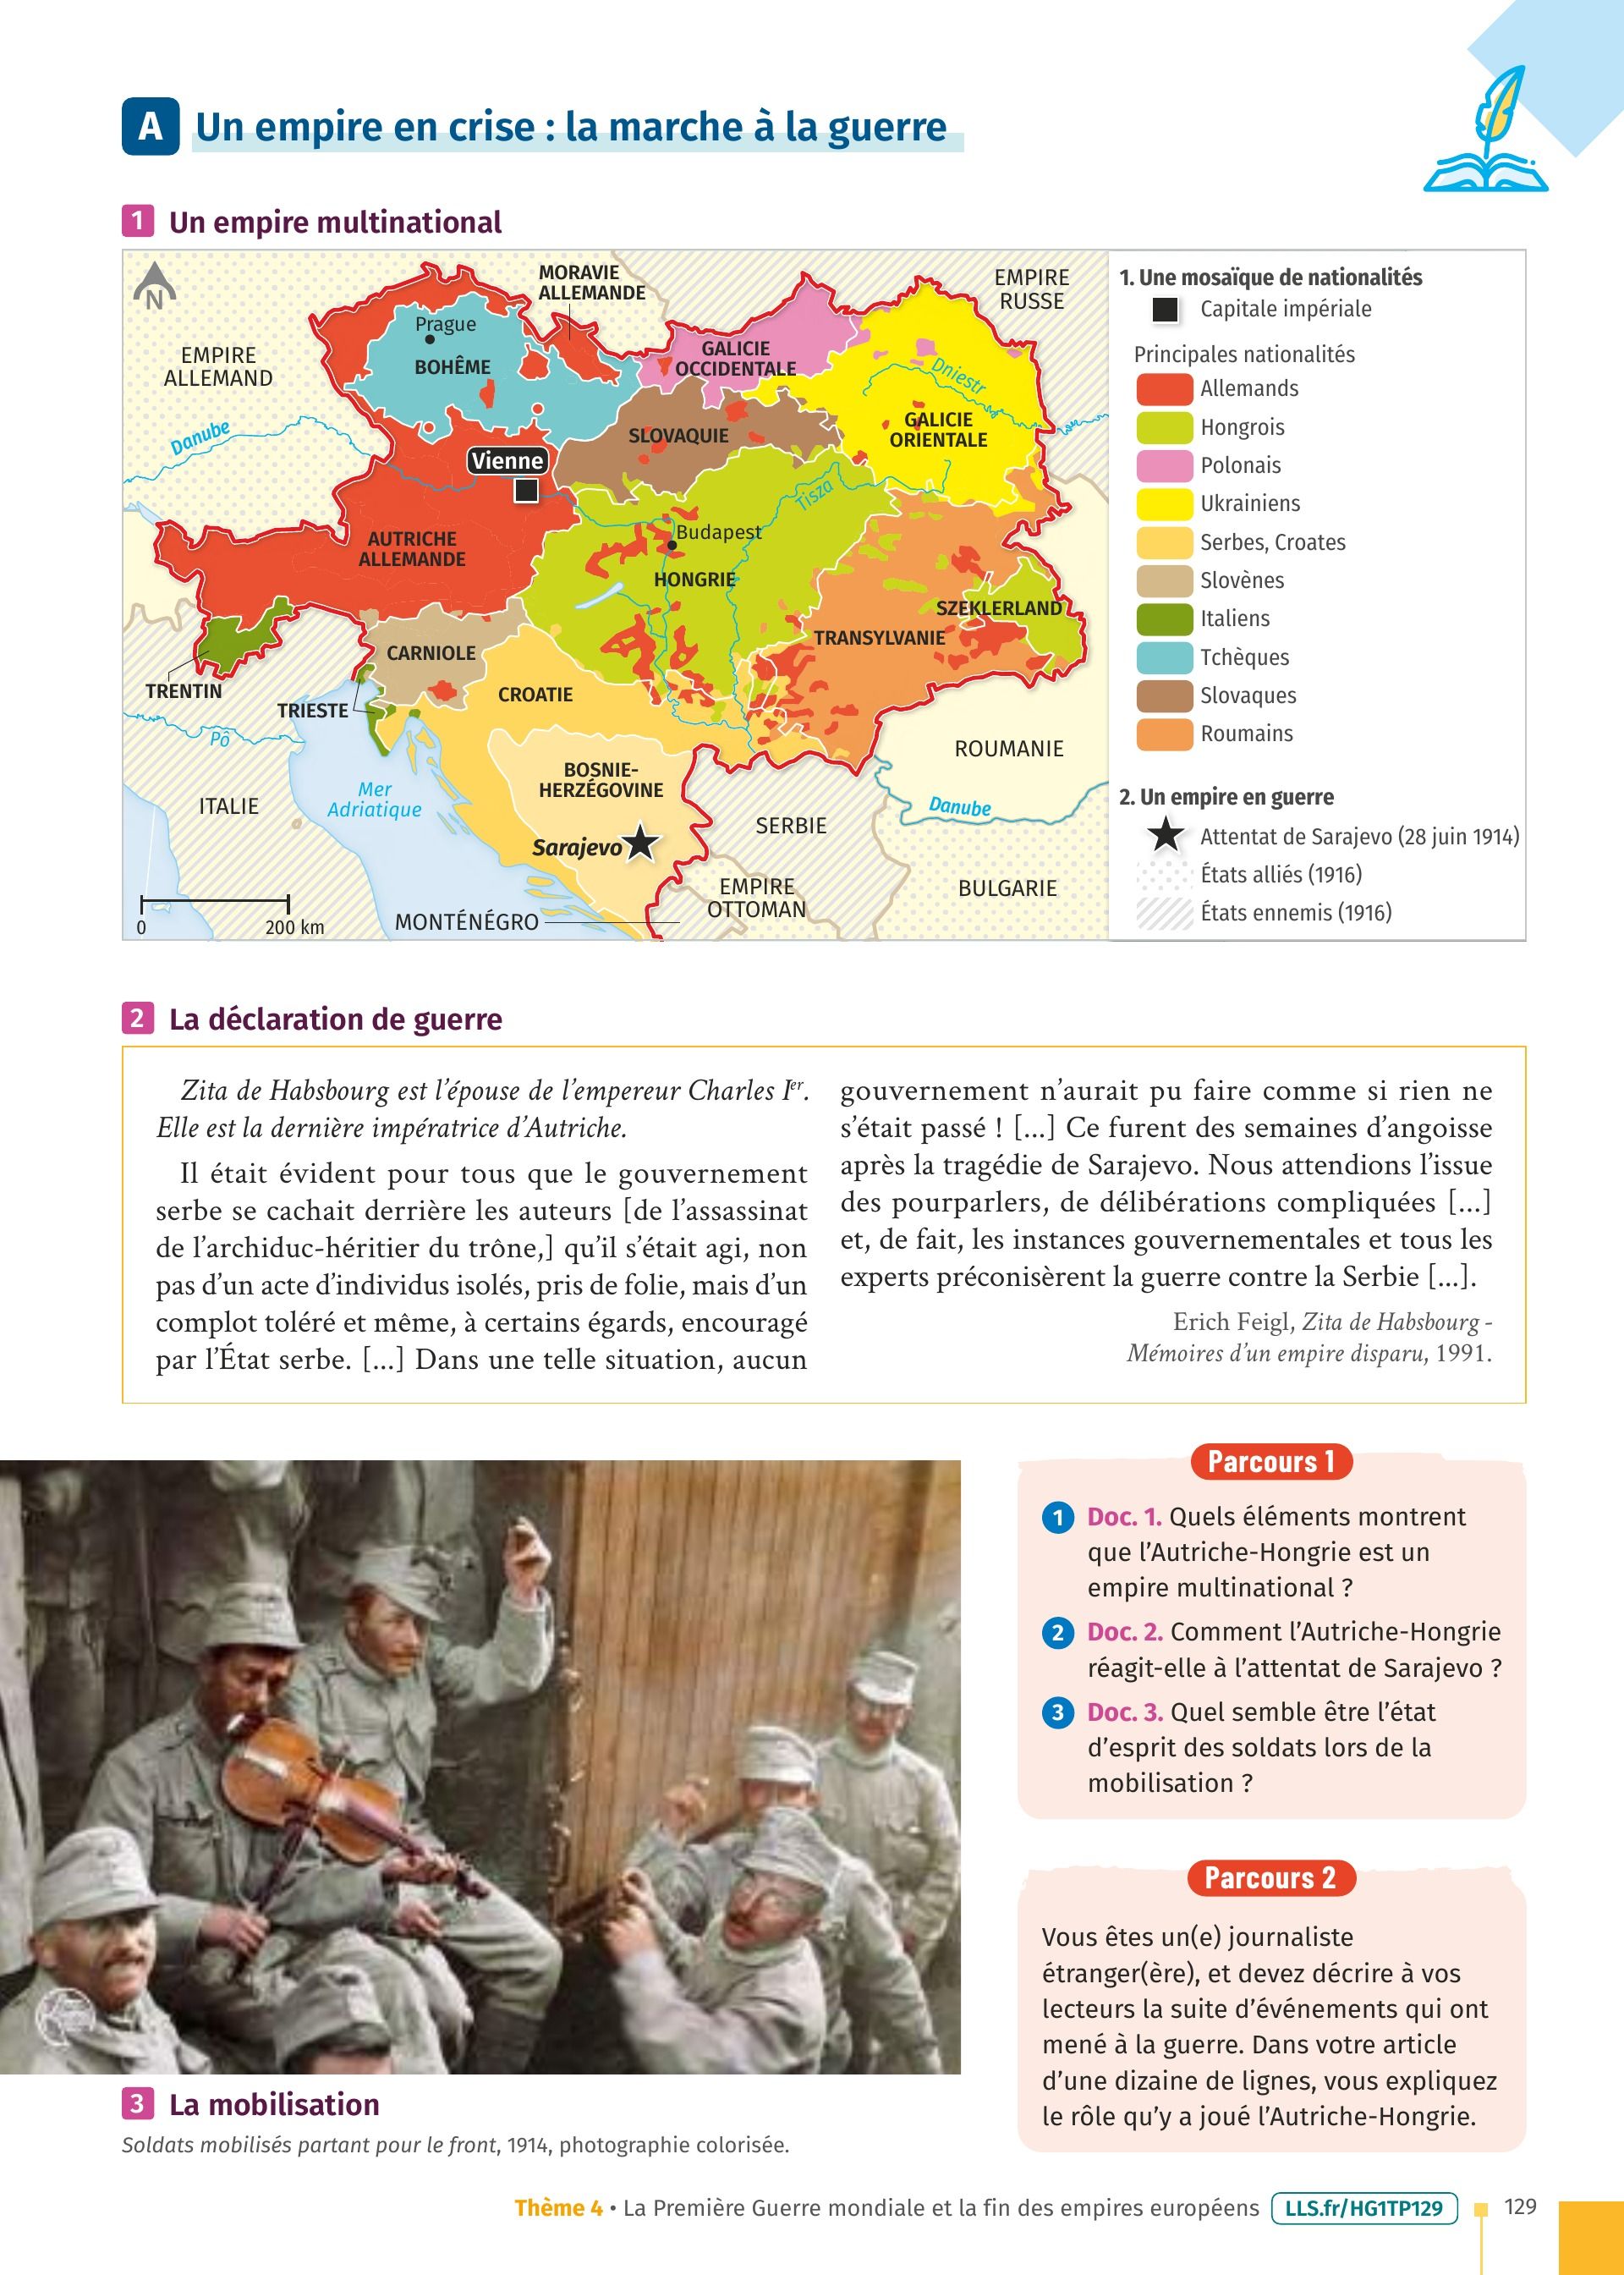 A Un empire en crise : la marche à la guerre
1 Un empire multinational
N
MORAVIE
ALLEMANDE
EMPIRE
RUSSE
Prague
BOHÊME
GALICIE
OCCIDENTALE
EMPIRE
ALLEMAND
Dniestr
GALICIE
ORIENTALE
Danube
SLOVAQUIE
Vienne
Tisza
AUTRICHE
ALLEMANDE
Budapest
HONGRIE
SZEKLERLAND
TRANSYLVANIE
CARNIOLE
TRENTIN
CROATIE
TRIESTE
Pô
ROUMANIE
BOSNIE-
HERZÉGOVINE
Mer
Adriatique
ITALIE
Danube
SERBIE
Sarajevo
EMPIRE
OTTOMAN
BULGARIE
MONTÉNÉGRO
0 200 km
1. Une mosaïque de nationalités
Capitale impériale
Principales nationalités
Allemands
Hongrois
Polonais
Ukrainiens
Serbes, Croates
Slovènes
Italiens
Tchèques
Slovaques
Roumains
2. Un empire en guerre
Attentat de Sarajevo (28 juin 1914)
États alliés (1916)
États ennemis (1916)
2 La déclaration de guerre
Zita de Habsbourg est l’épouse de l’empereur Charles Ier.
Elle est la dernière impératrice d’Autriche.
Il était évident pour tous que le gouvernement
serbe se cachait derrière les auteurs [de l’assassinat
de l’archiduc-héritier du trône,] qu’il s’était agi, non
pas d’un acte d’individus isolés, pris de folie, mais d’un
complot toléré et même, à certains égards, encouragé
par l’État serbe. [...] Dans une telle situation, aucun
gouvernement n’aurait pu faire comme si rien ne
s’était passé ! [...] Ce furent des semaines d’angoisse
après la tragédie de Sarajevo. Nous attendions l’issue
des pourparlers, de délibérations compliquées [...]
et, de fait, les instances gouvernementales et tous les
experts préconisèrent la guerre contre la Serbie [...].
Erich Feigl, Zita de Habsbourg -
Mémoires d’un empire disparu, 1991.
3 La mobilisation
Soldats mobilisés partant pour le front, 1914, photographie colorisée.
Parcours 1
1 Doc. 1. Quels éléments montrent
que l’Autriche-Hongrie est un
empire multinational ?
2 Doc. 2. Comment l’Autriche-Hongrie
réagit-elle à l’attentat de Sarajevo ?
3 Doc. 3. Quel semble être l’état
d’esprit des soldats lors de la
mobilisation ?
Parcours 2
Vous êtes un(e) journaliste
étranger(ère), et devez décrire à vos
lecteurs la suite d’événements qui ont
mené à la guerre. Dans votre article
d’une dizaine de lignes, vous expliquez
le rôle qu’y a joué l’Autriche-Hongrie.
Thème 4 • La Première Guerre mondiale et la fin des empires européens LLS.fr/HG1TP129 129